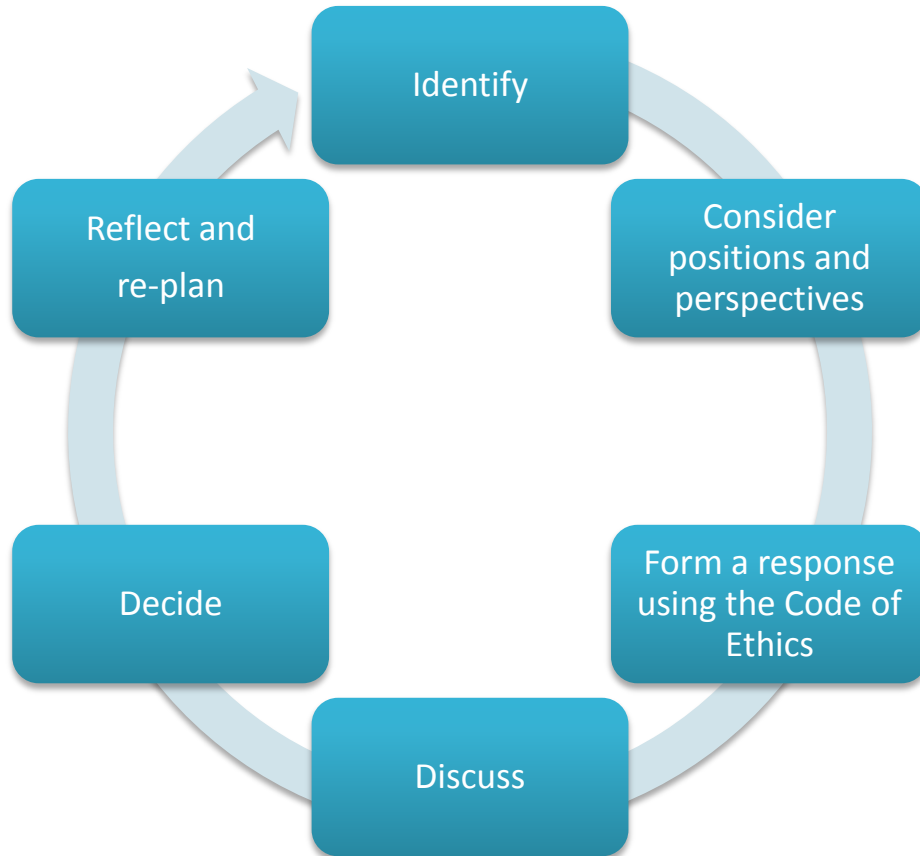 Identify
Consider
positions and
perspectives
Form a response
using the Code of
Ethics
Discuss
Decide
Reflect and
re-plan